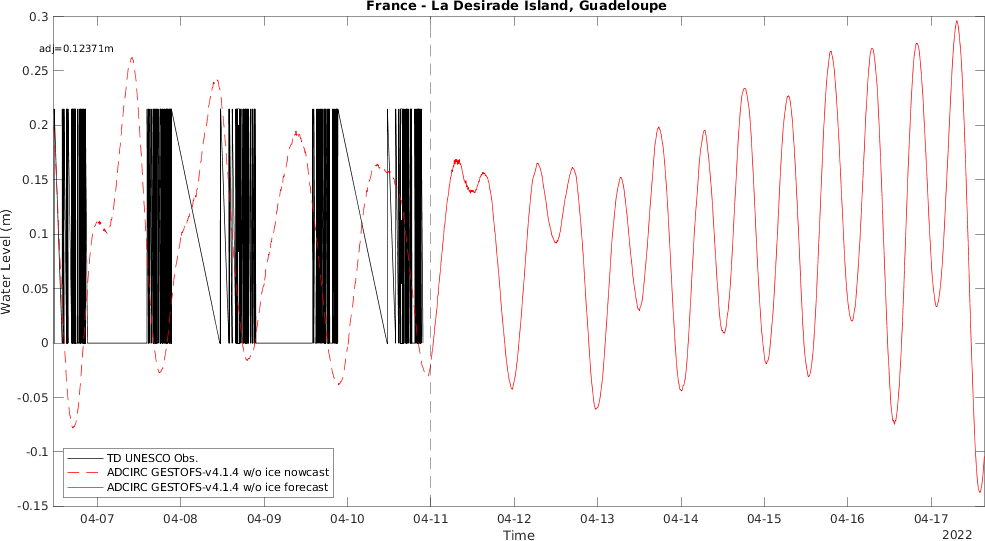 France - La Desirade Island, Guadeloupe
adj=0.12371m
Water Level (m)
0.3
0.25
0.2
0.15
0.1
0.05
0
-0.05
-0.1
-0.15
TD UNESCO Obs.
ADCIRC GESTOFS-v4.1.4 w/o ice nowcast
ADCIRC GESTOFS-v4.1.4 w/o ice forecast
04-07 04-08 04-09 04-10 04-11 04-12 04-13 04-14 04-15 04-16 04-17
Time
2022